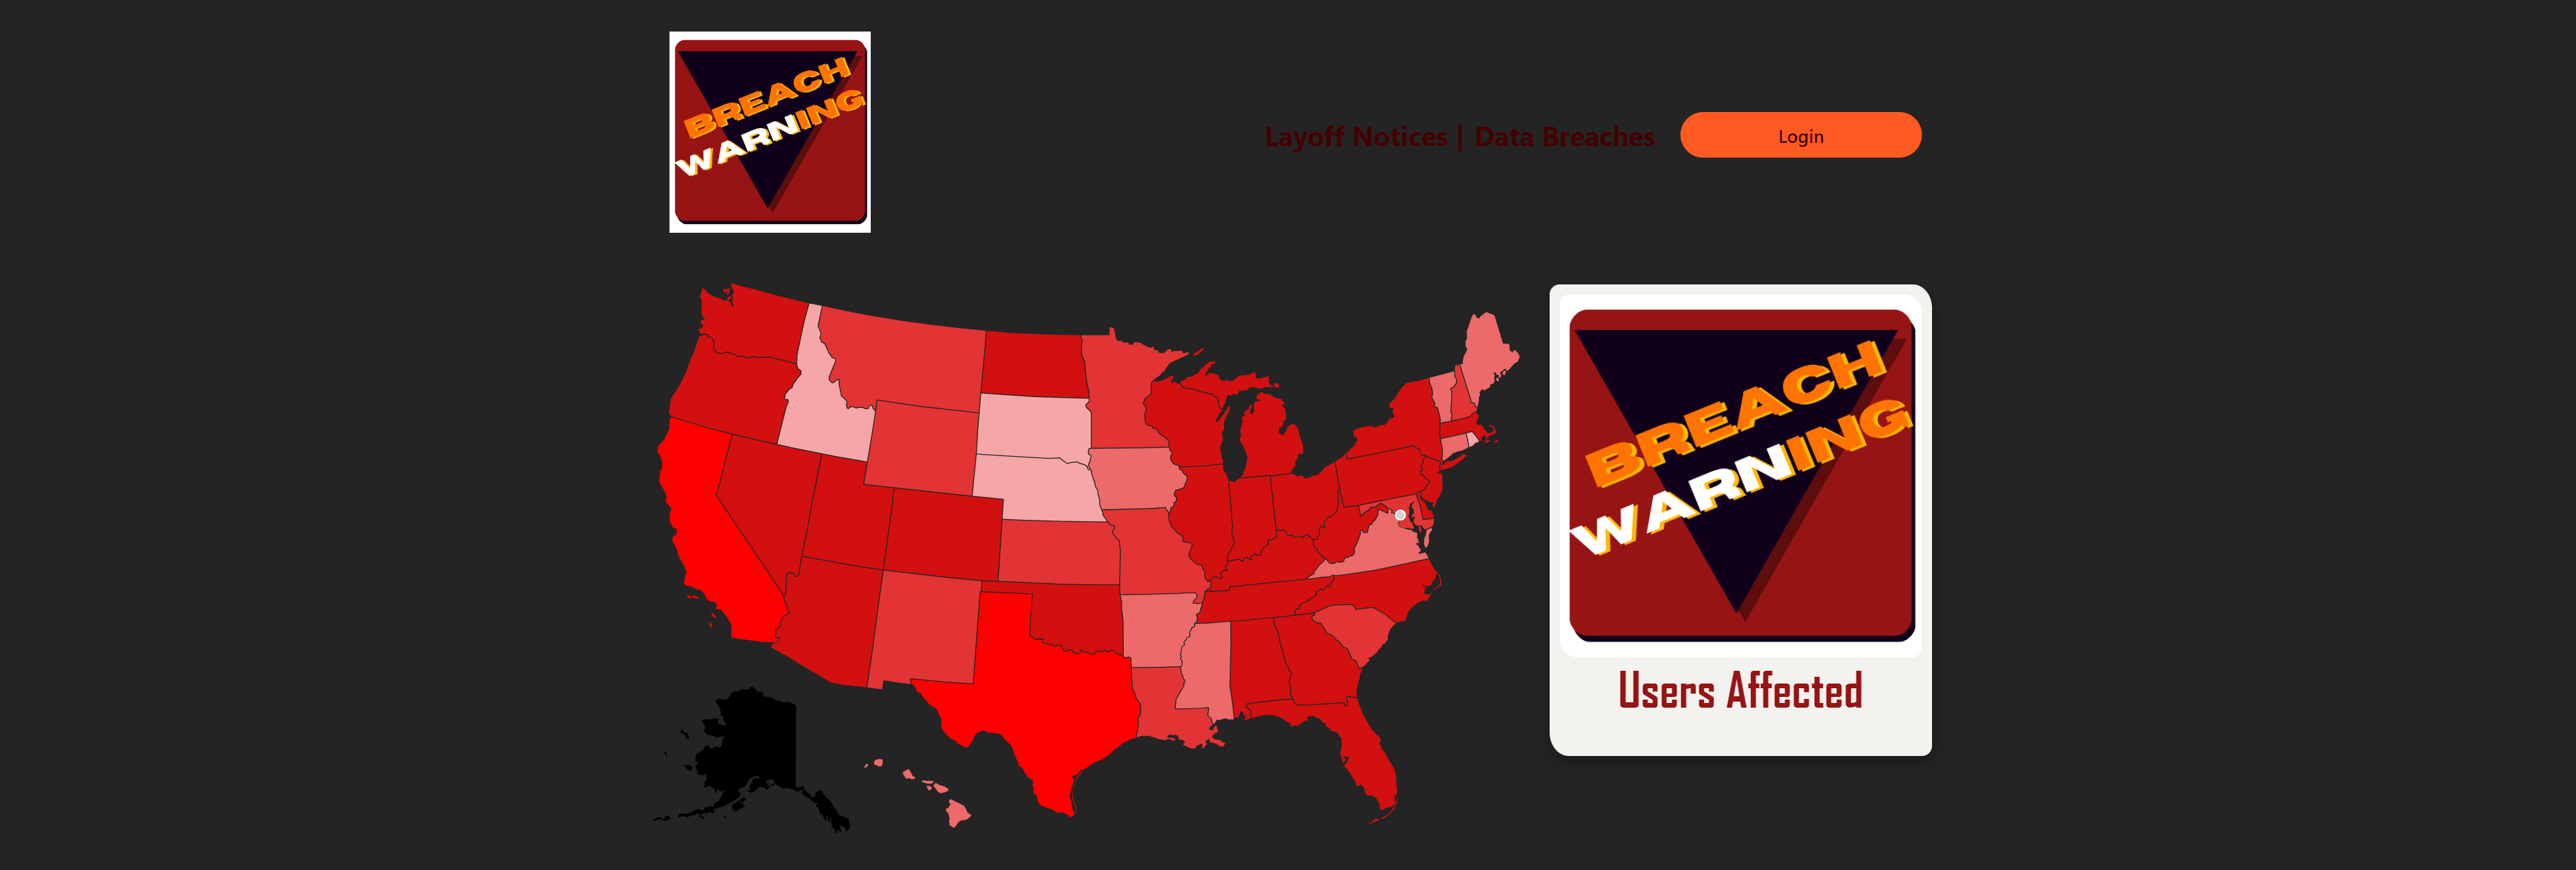 BREACH
WARNING
Layoff Notices | Data Breaches
Login
BREACH
WARNING
Users Affected